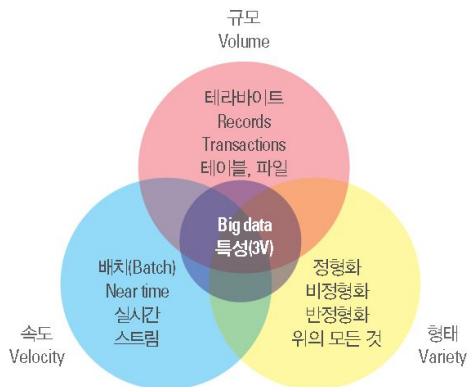 규모
Volume
테라바이트
Records
Transactions
테이블, 파일
Big data
특성(3V)
배치(Batch)
Near time
실시간
스트림
속도
Velocity
정형화
비정형화
반정형화
위의 모든 것
형태
Variety